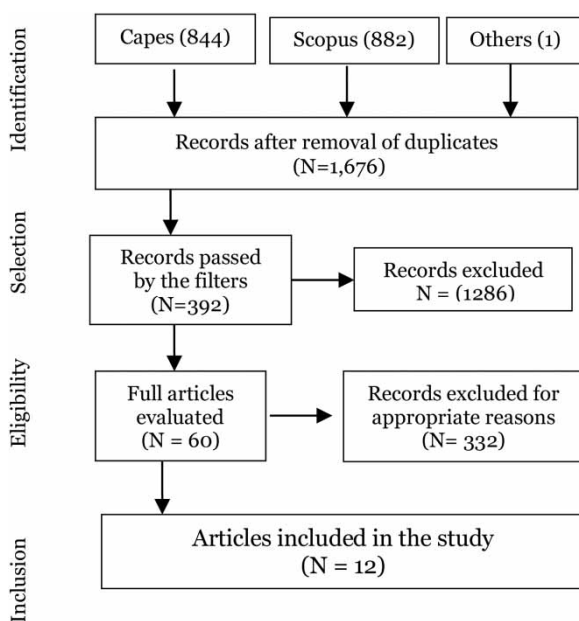 Identification
Capes (844)
Scopus (882)
Others (1)
Records after removal of duplicates
(N=1,676)
Selection
Records passed
by the filters
(N=392)
Records excluded
N = (1286)
Eligibility
Full articles
evaluated
(N = 60)
Records excluded for
appropriate reasons
(N= 332)
Inclusion
Articles included in the study
(N = 12)